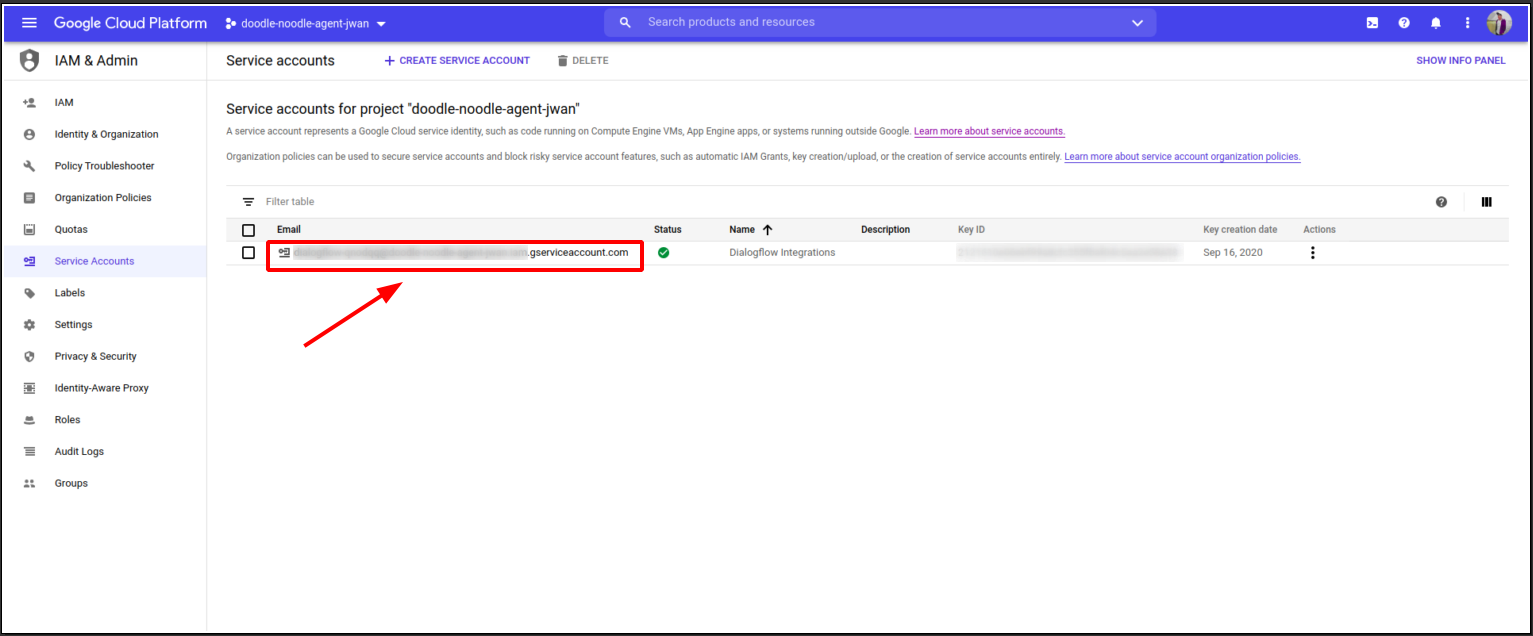 Google Cloud Platform doodle-noodle-agent-jwan Search products and resources
IAM & Admin
Service accounts CREATE SERVICE ACCOUNT DELETE SHOW INFO PANEL
IAM
Identity & Organization
Policy Troubleshooter
Organization Policies
Quotas
Service Accounts
Labels
Settings
Privacy & Security
Identity-Aware Proxy
Roles
Audit Logs
Groups
Service accounts for project "doodle-noodle-agent-jwan"
A service account represents a Google Cloud service identity, such as code running on Compute Engine VMs, App Engine apps, or systems running outside Google. Learn more about service accounts.
Organization policies can be used to secure service accounts and block risky service account features, such as automatic IAM Grants, key creation/upload, or the creation of service accounts entirely. Learn more about service account organization policies.
Filter table
Email Status Name Description Key ID Key creation date Actions
.gserviceaccount.com Dialogflow Integrations Sep 16, 2020